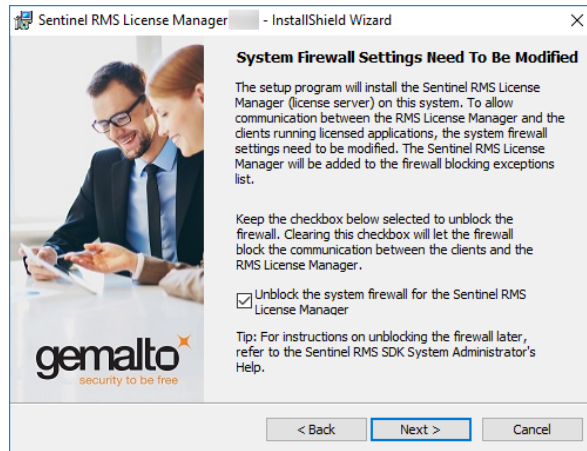 Sentinel RMS License Manager - InstallShield Wizard
System Firewall Settings Need To Be Modified
The setup program will install the Sentinel RMS License
Manager (license server) on this system. To allow
communication between the RMS License Manager and the
clients running licensed applications, the system firewall
settings need to be modified. The Sentinel RMS License
Manager will be added to the firewall blocking exceptions
list.
Keep the checkbox below selected to unblock the
firewall. Clearing this checkbox will let the firewall
block the communication between the clients and the
RMS License Manager.
Unblock the system firewall for the Sentinel RMS
License Manager
Tip: For instructions on unblocking the firewall later,
refer to the Sentinel RMS SDK System Administrator's
Help.
gemalto
security to be free
< Back
Next >
Cancel